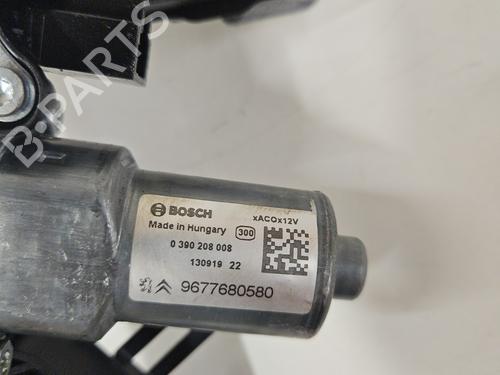 B-PARTS
BOSCH
xACOx12V
Made in Hungary
300
0 390 208 008
130919 22
9677680580